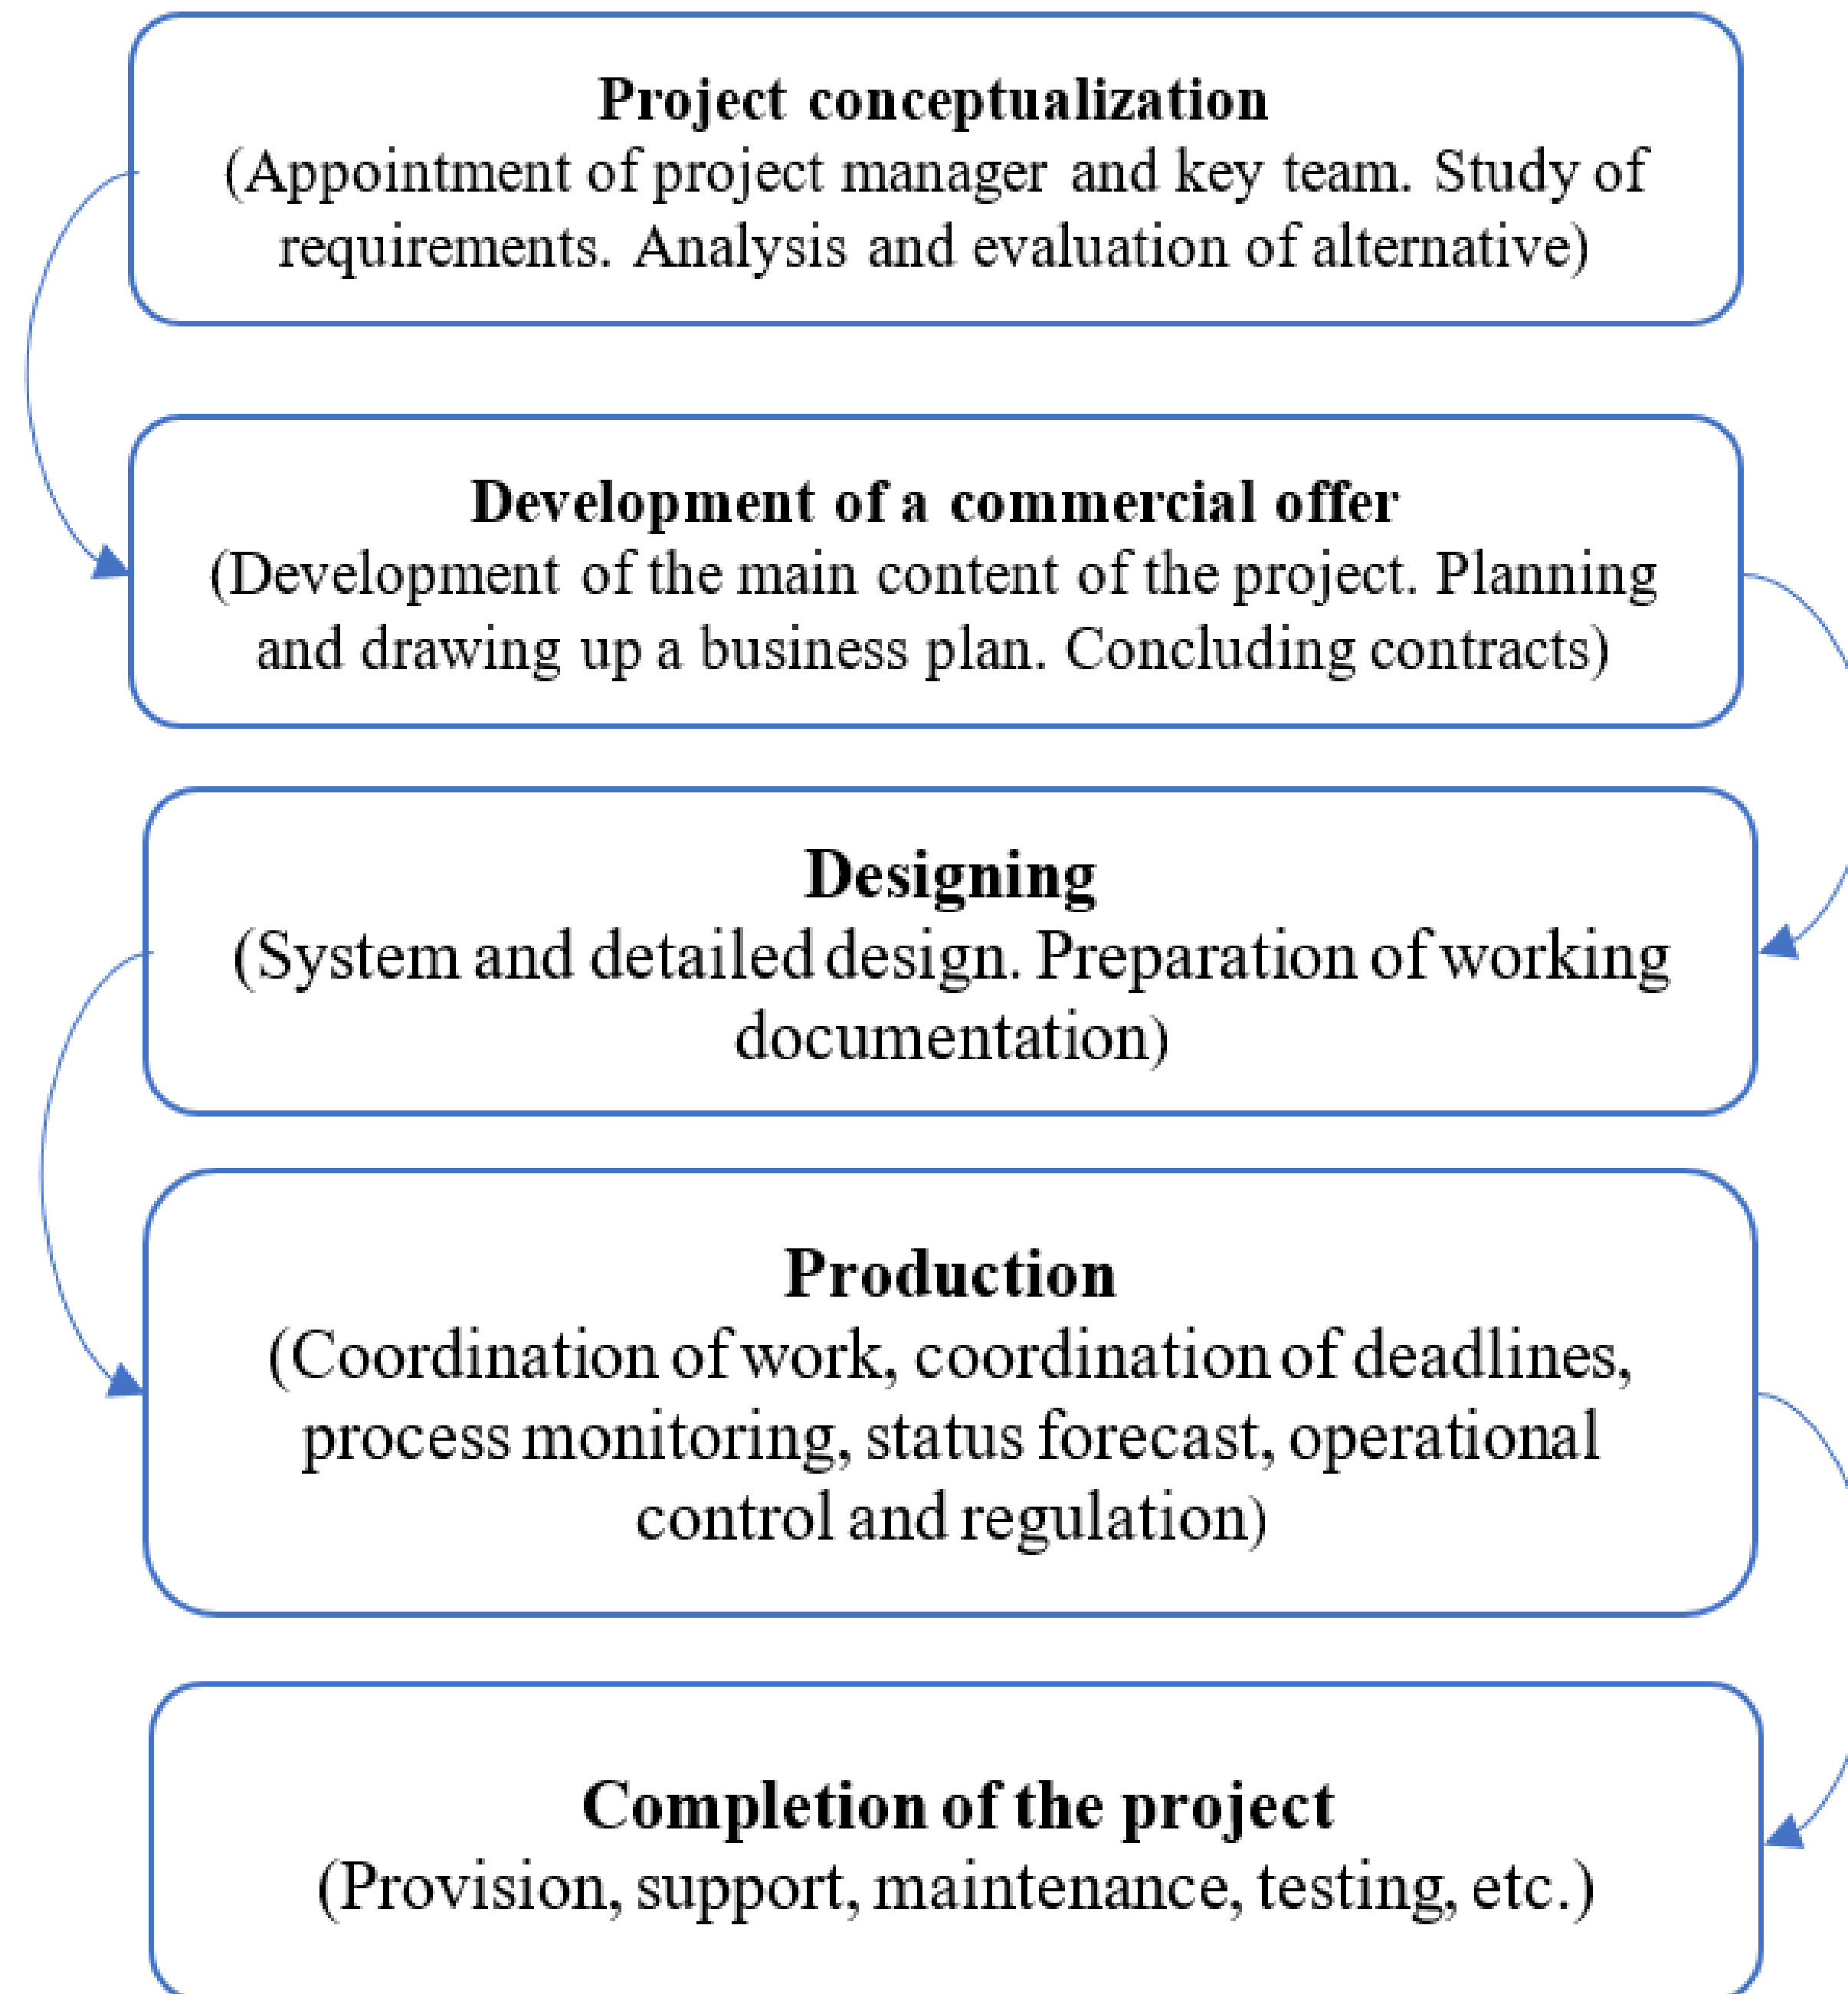 Project conceptualization
(Appointment of project manager and key team. Study of
requirements. Analysis and evaluation of alternative)
Development of a commercial offer
(Development of the main content of the project. Planning
and drawing up a business plan. Concluding contracts)
Designing
(System and detailed design. Preparation of working
documentation)
Production
(Coordination of work, coordination of deadlines,
process monitoring, status forecast, operational
control and regulation)
Completion of the project
(Provision, support, maintenance, testing, etc.)